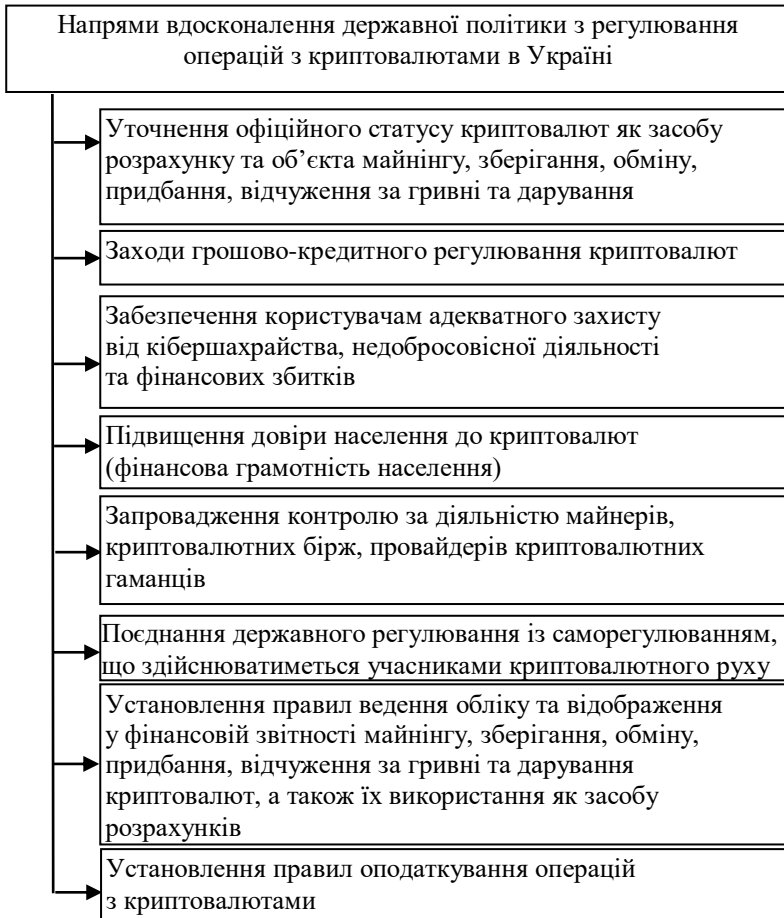 Напрями вдосконалення державної політики з регулювання
операцій з криптовалютами в Україні
Уточнення офіційного статусу криптовалют як засобу
розрахунку та об’єкта майнінгу, зберігання, обміну,
придбання, відчуження за гривні та дарування
Заходи грошово-кредитного регулювання криптовалют
Забезпечення користувачам адекватного захисту
від кібершахрайства, недобросовісної діяльності
та фінансових збитків
Підвищення довіри населення до криптовалют
(фінансова грамотність населення)
Запровадження контролю за діяльністю майнерів,
криптовалютних бірж, провайдерів криптовалютних
гаманців
Поєднання державного регулювання із саморегулюванням,
що здійснюватиметься учасниками криптовалютного руху
Установлення правил ведення обліку та відображення
у фінансовій звітності майнінгу, зберігання, обміну,
придбання, відчуження за гривні та дарування
криптовалют, а також їх використання як засобу
розрахунків
Установлення правил оподаткування операцій
з криптовалютами